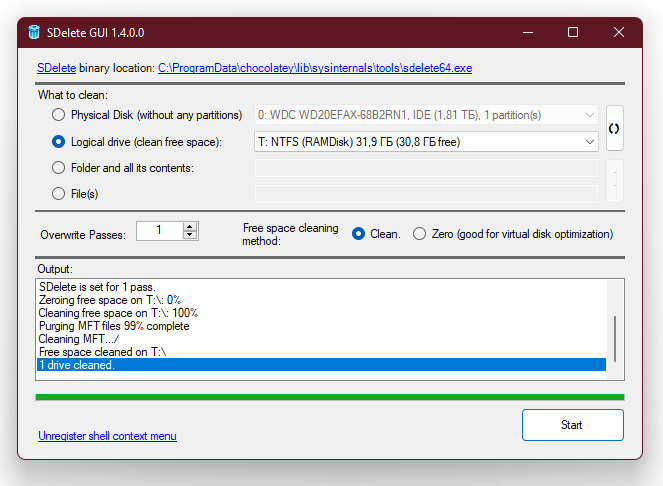 SDelete GUI 1.4.0.0
SDelete binary location: C:\ProgramData\chocolatey\lib\sysinternals\tools\sdelete64.exe
What to clean:
Physical Disk (without any partitions)
0: WDC WD20EFAX-68B2RN1, IDE (1,81 ТБ), 1 partition(s)
Logical drive (clean free space):
T: NTFS (RAMDisk) 31,9 ГБ (30,8 ГБ free)
Folder and all its contents:
File(s)
Overwrite Passes:
1
Free space cleaning
method:
Clean.
Zero (good for virtual disk optimization)
Output:
SDelete is set for 1 pass.
Zeroing free space on T:\: 0%
Cleaning free space on T:\: 100%
Purging MFT files 99% complete
Cleaning MFT.../
Free space cleaned on T:\
1 drive cleaned.
Unregister shell context menu
Start